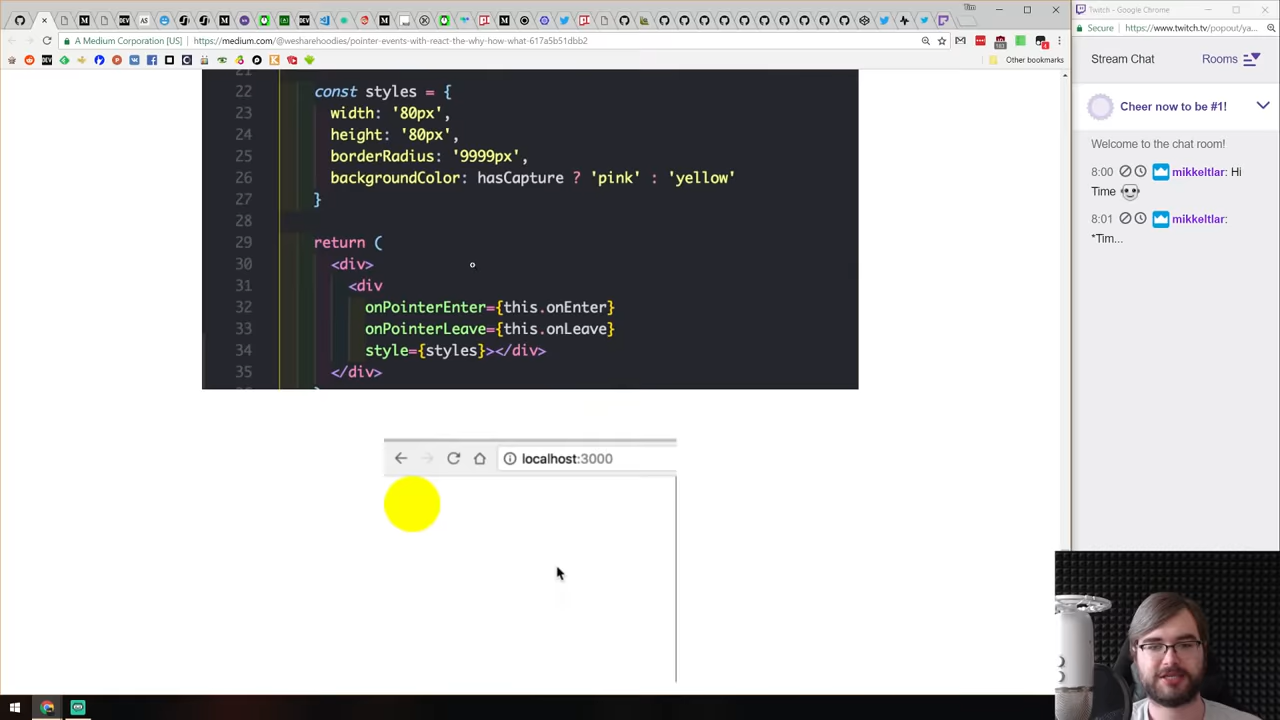 Tim
Twitch - Google Chrome
A Medium Corporation [US]
https://medium.com/@wesharehoodies/pointer-events-with-react-the-why-how-what-617a5b51dbb2
Secure
https://www.twitch.tv/popout/ya...
Other bookmarks
Stream Chat
Rooms
Cheer now to be #1!
Welcome to the chat room!
8:00 mikkeltlar: Hi
Time
8:01 mikkeltlar:
*Tim...
21
22 const styles = {
23 width: '80px',
24 height: '80px',
25 borderRadius: '9999px',
26 backgroundColor: hasCapture ? 'pink' : 'yellow'
27 }
28
29 return (
30 <div>
31 <div
32 onPointerEnter={this.onEnter}
33 onPointerLeave={this.onLeave}
34 style={styles}></div>
35 </div>
localhost:3000